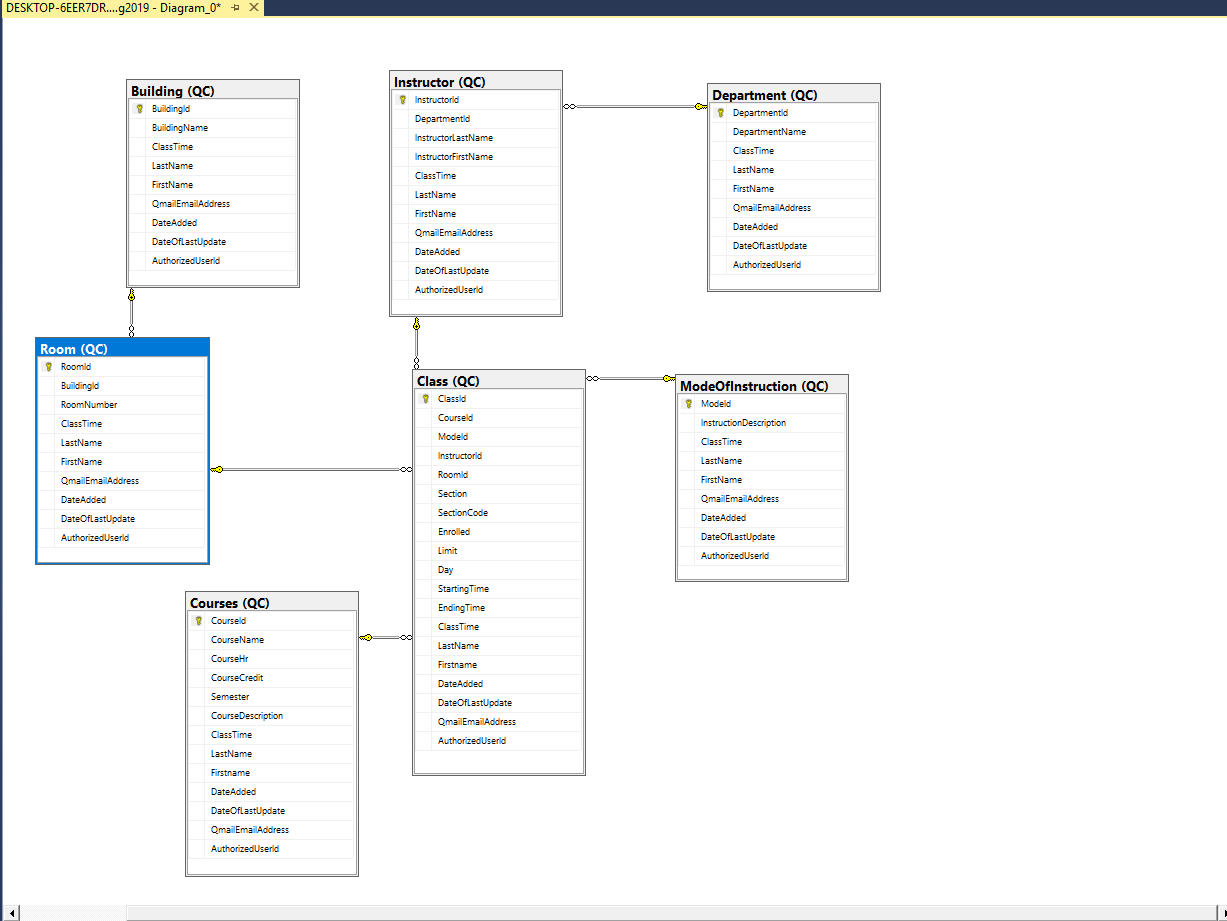 DESKTOP-6EER7DR....g2019 - Diagram_0*
Building (QC)
BuildingId
BuildingName
ClassTime
LastName
FirstName
QmailEmailAddress
DateAdded
DateOfLastUpdate
AuthorizedUserId
Instructor (QC)
InstructorId
DepartmentId
InstructorLastName
InstructorFirstName
ClassTime
LastName
FirstName
QmailEmailAddress
DateAdded
DateOfLastUpdate
AuthorizedUserId
Department (QC)
DepartmentId
DepartmentName
ClassTime
LastName
FirstName
QmailEmailAddress
DateAdded
DateOfLastUpdate
AuthorizedUserId
Room (QC)
RoomId
BuildingId
RoomNumber
ClassTime
LastName
FirstName
QmailEmailAddress
DateAdded
DateOfLastUpdate
AuthorizedUserId
Class (QC)
ClassId
CourseId
ModeId
InstructorId
RoomId
Section
SectionCode
Enrolled
Limit
Day
StartingTime
EndingTime
ClassTime
LastName
Firstname
DateAdded
DateOfLastUpdate
QmailEmailAddress
AuthorizedUserId
ModeOfInstruction (QC)
ModeId
InstructionDescription
ClassTime
LastName
FirstName
QmailEmailAddress
DateAdded
DateOfLastUpdate
AuthorizedUserId
Courses (QC)
CourseId
CourseName
CourseHr
CourseCredit
Semester
CourseDescription
ClassTime
LastName
Firstname
DateAdded
DateOfLastUpdate
QmailEmailAddress
AuthorizedUserId